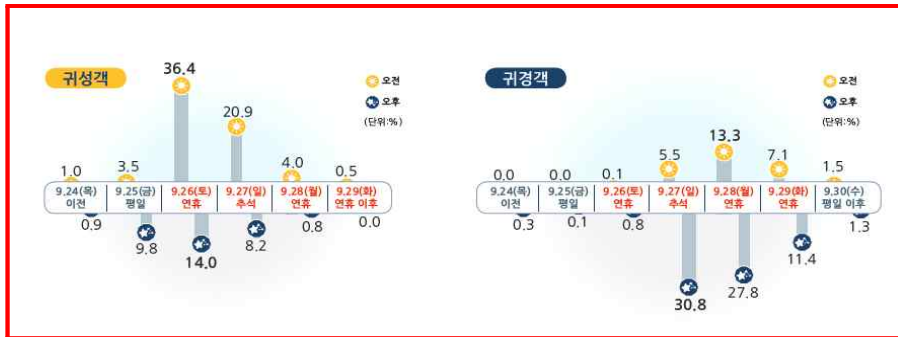 귀성객
오전
오후
(단위:%)
36.4
20.9
1.0
3.5
4.0
0.5
9.24(목) 이전
9.25(금) 평일
9.26(토) 연휴
9.27(일) 추석
9.28(월) 연휴
9.29(화) 연휴 이후
0.9
9.8
14.0
8.2
0.8
0.0
귀경객
오전
오후
(단위:%)
0.0
0.0
0.1
5.5
13.3
7.1
1.5
9.24(목) 이전
9.25(금) 평일
9.26(토) 연휴
9.27(일) 추석
9.28(월) 연휴
9.29(화) 연휴
9.30(수) 평일 이후
0.3
0.1
0.8
30.8
27.8
11.4
1.3